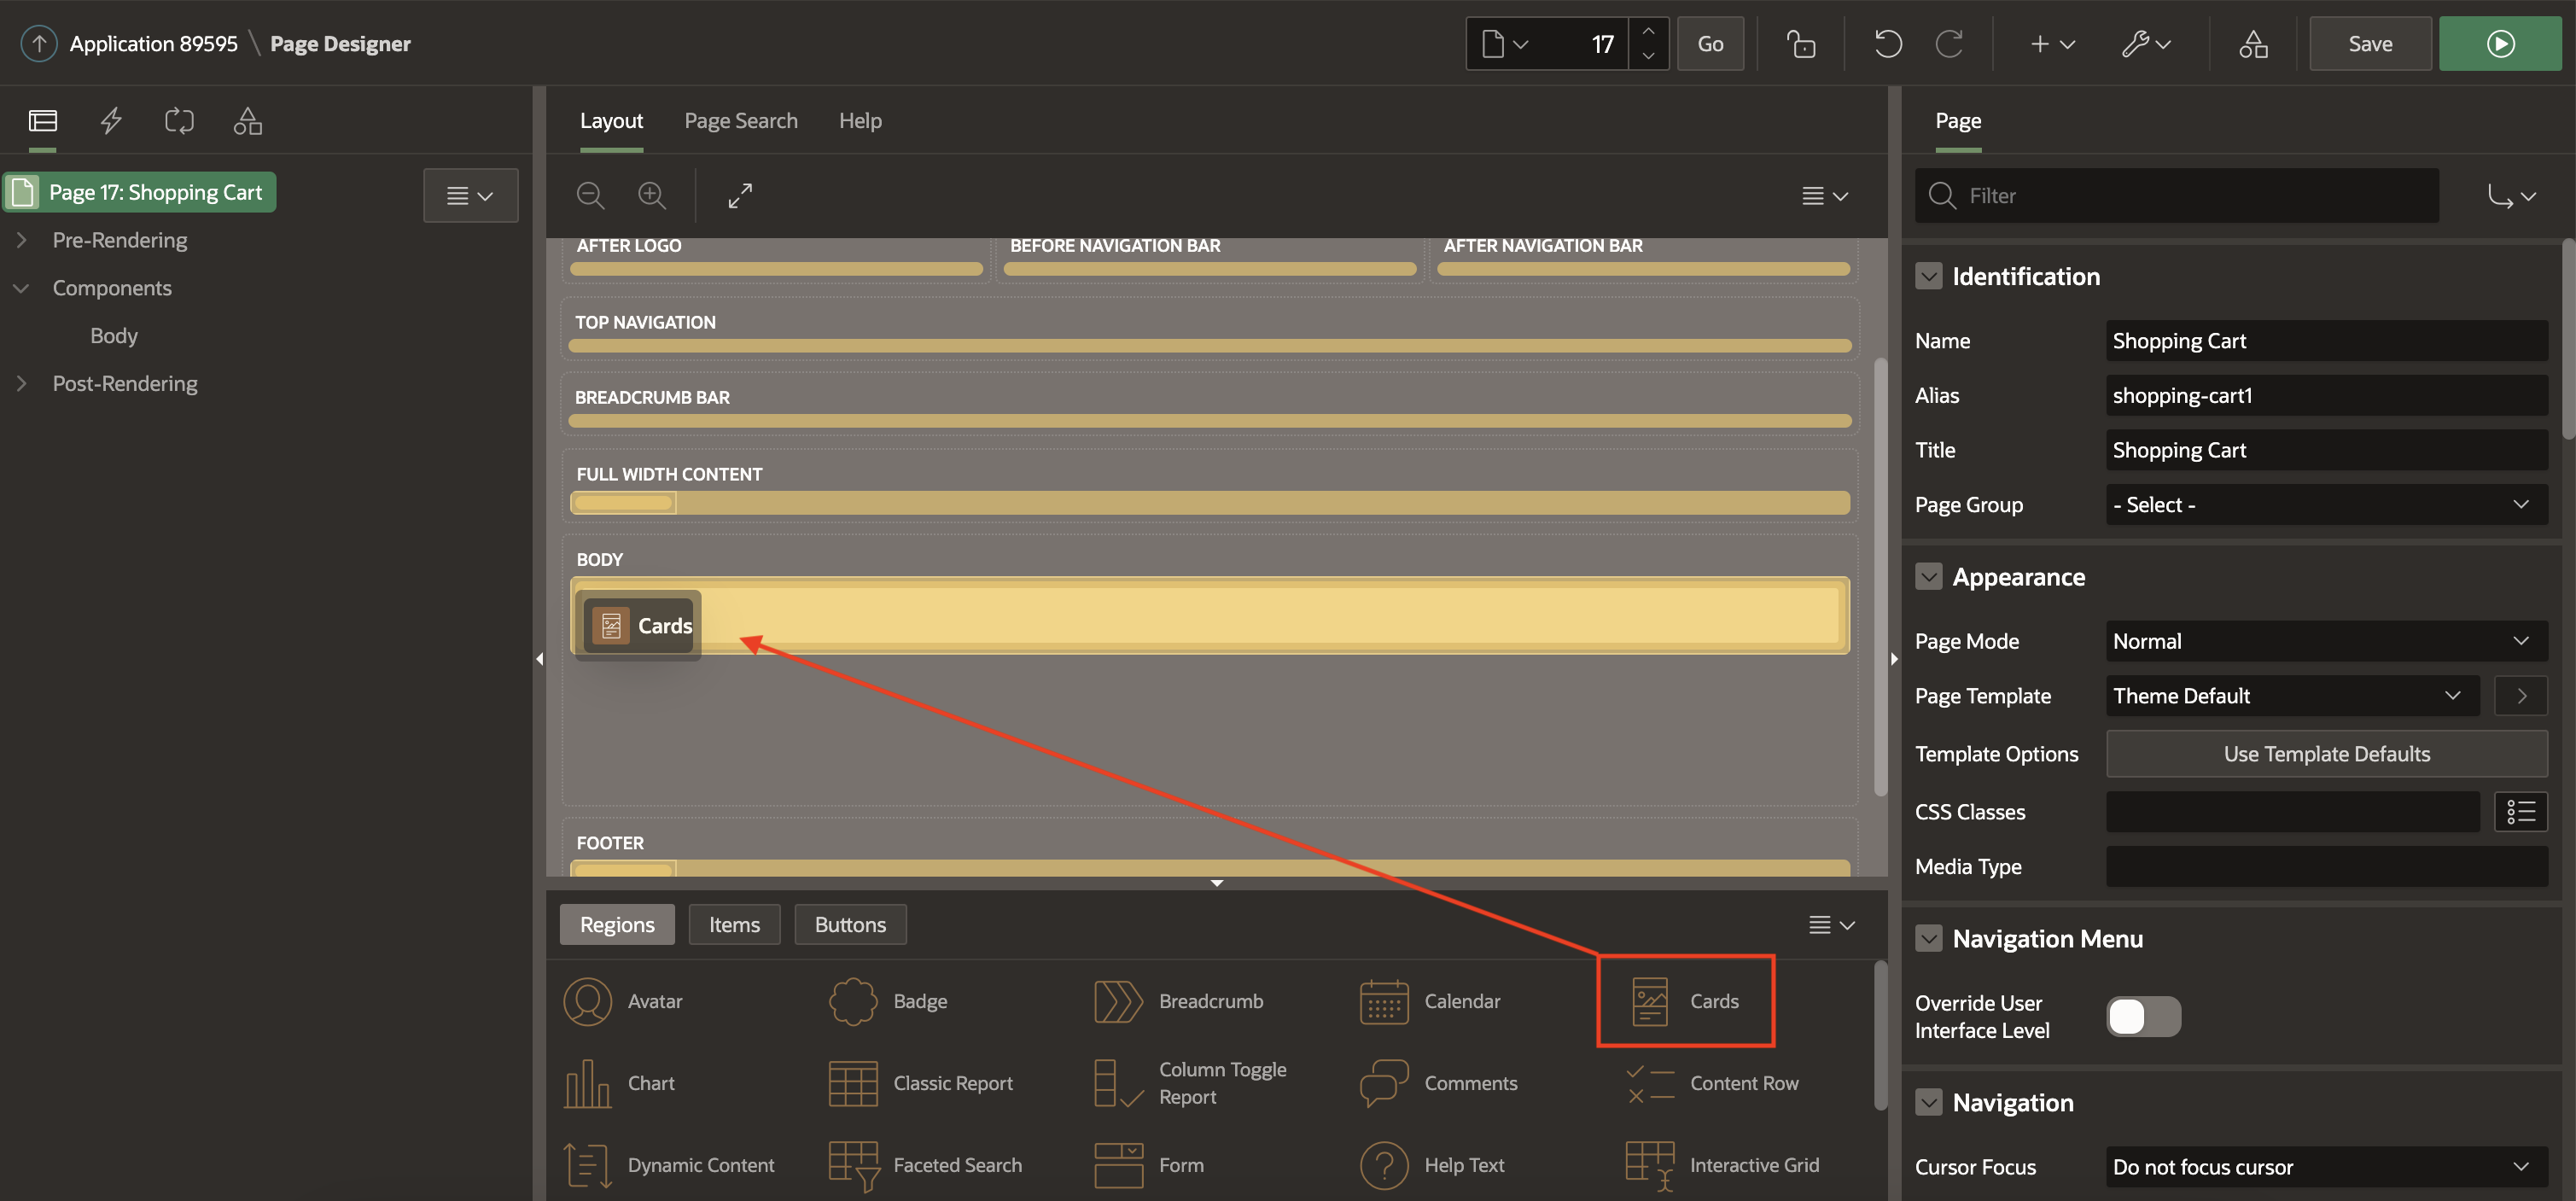 Application 89595 \ Page Designer
17
Go
Save
Page 17: Shopping Cart
Pre-Rendering
Components
Body
Post-Rendering
Layout
Page Search
Help
AFTER LOGO
BEFORE NAVIGATION BAR
AFTER NAVIGATION BAR
TOP NAVIGATION
BREADCRUMB BAR
FULL WIDTH CONTENT
BODY
Cards
FOOTER
Regions
Items
Buttons
Avatar
Badge
Breadcrumb
Calendar
Cards
Chart
Classic Report
Column Toggle
Report
Comments
Content Row
Dynamic Content
Faceted Search
Form
Help Text
Interactive Grid
Page
Filter
Identification
Name
Shopping Cart
Alias
shopping-cart1
Title
Shopping Cart
Page Group
- Select -
Appearance
Page Mode
Normal
Page Template
Theme Default
Template Options
Use Template Defaults
CSS Classes
Media Type
Navigation Menu
Override User
Interface Level
Navigation
Cursor Focus
Do not focus cursor